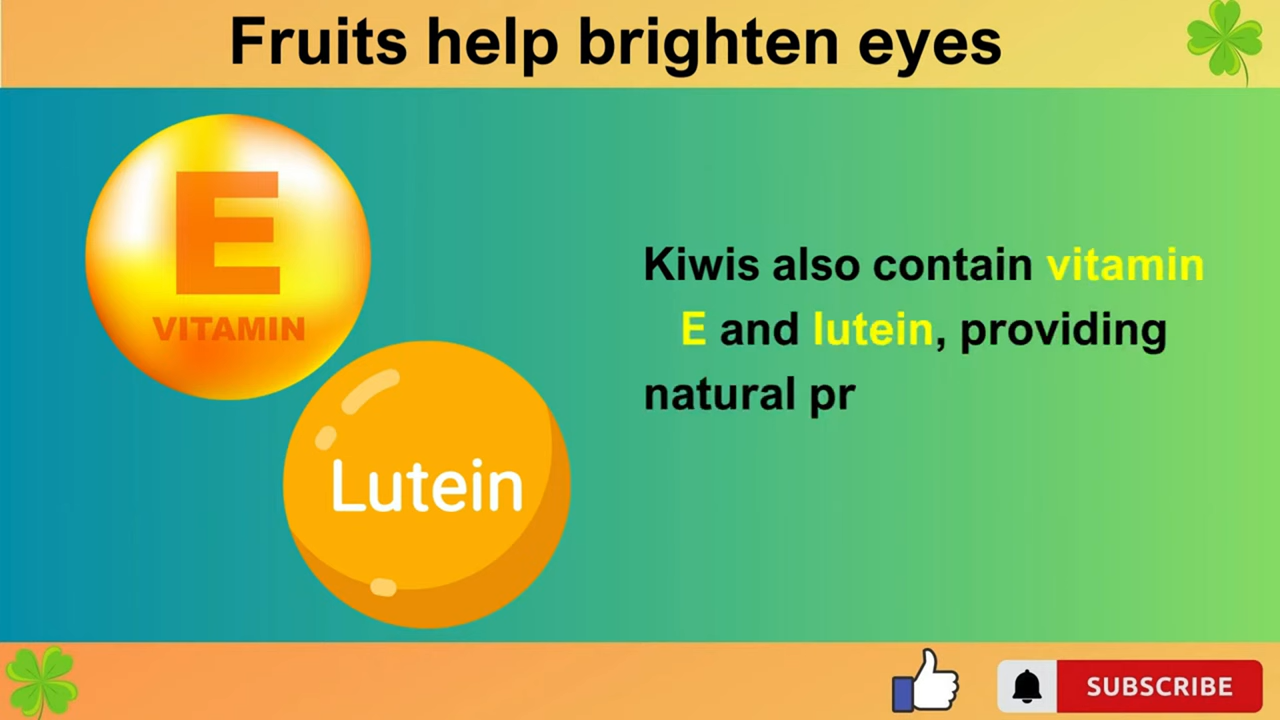 Fruits help brighten eyes
E
VITAMIN
Lutein
Kiwis also contain vitamin
E and lutein, providing
natural pr
SUBSCRIBE